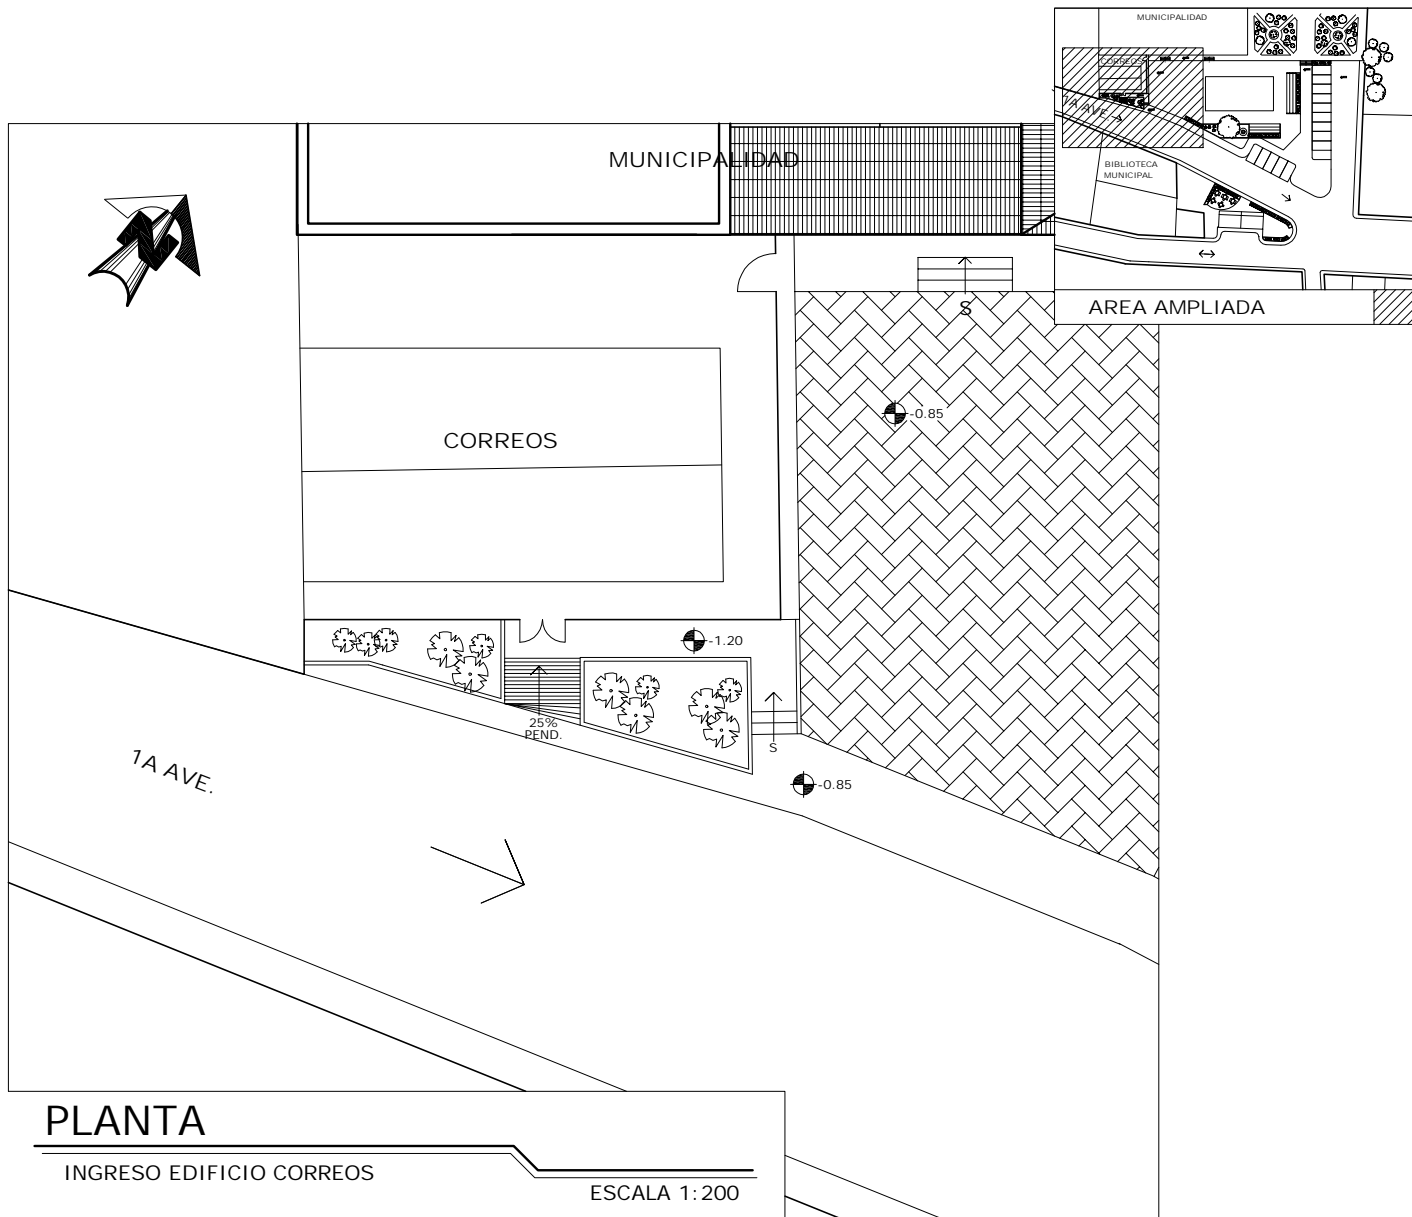 MUNICIPALIDAD
CORREOS
1A AVE.
BIBLIOTECA
MUNICIPAL
AREA AMPLIADA
MUNICIPALIDAD
S
-0.85
CORREOS
-1.20
25%
PEND.
S
-0.85
1A AVE.
PLANTA
INGRESO EDIFICIO CORREOS
ESCALA 1:200